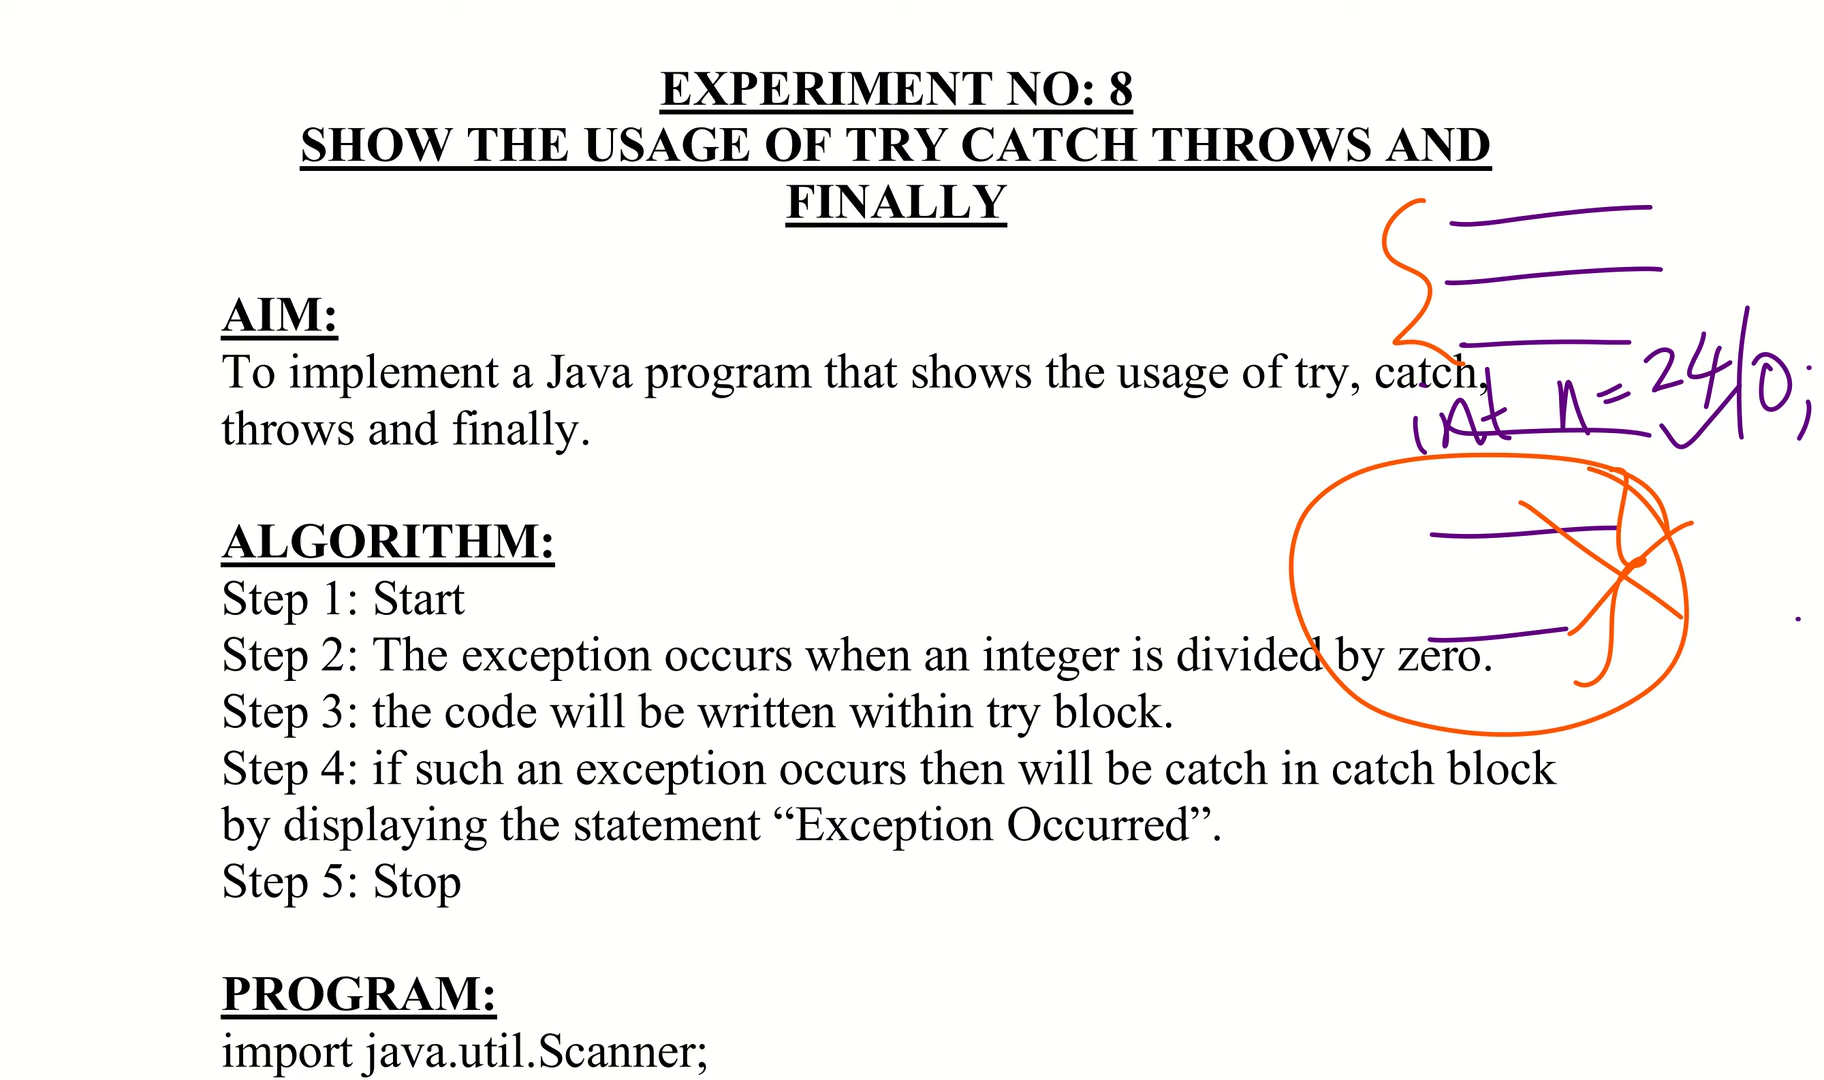 EXPERIMENT NO: 8
SHOW THE USAGE OF TRY CATCH THROWS AND
FINALLY
AIM:
To implement a Java program that shows the usage of try, catch,
throws and finally.
int n = 24/0;
ALGORITHM:
Step 1: Start
Step 2: The exception occurs when an integer is divided by zero.
Step 3: the code will be written within try block.
Step 4: if such an exception occurs then will be catch in catch block
by displaying the statement “Exception Occurred”.
Step 5: Stop
PROGRAM:
import java.util.Scanner;